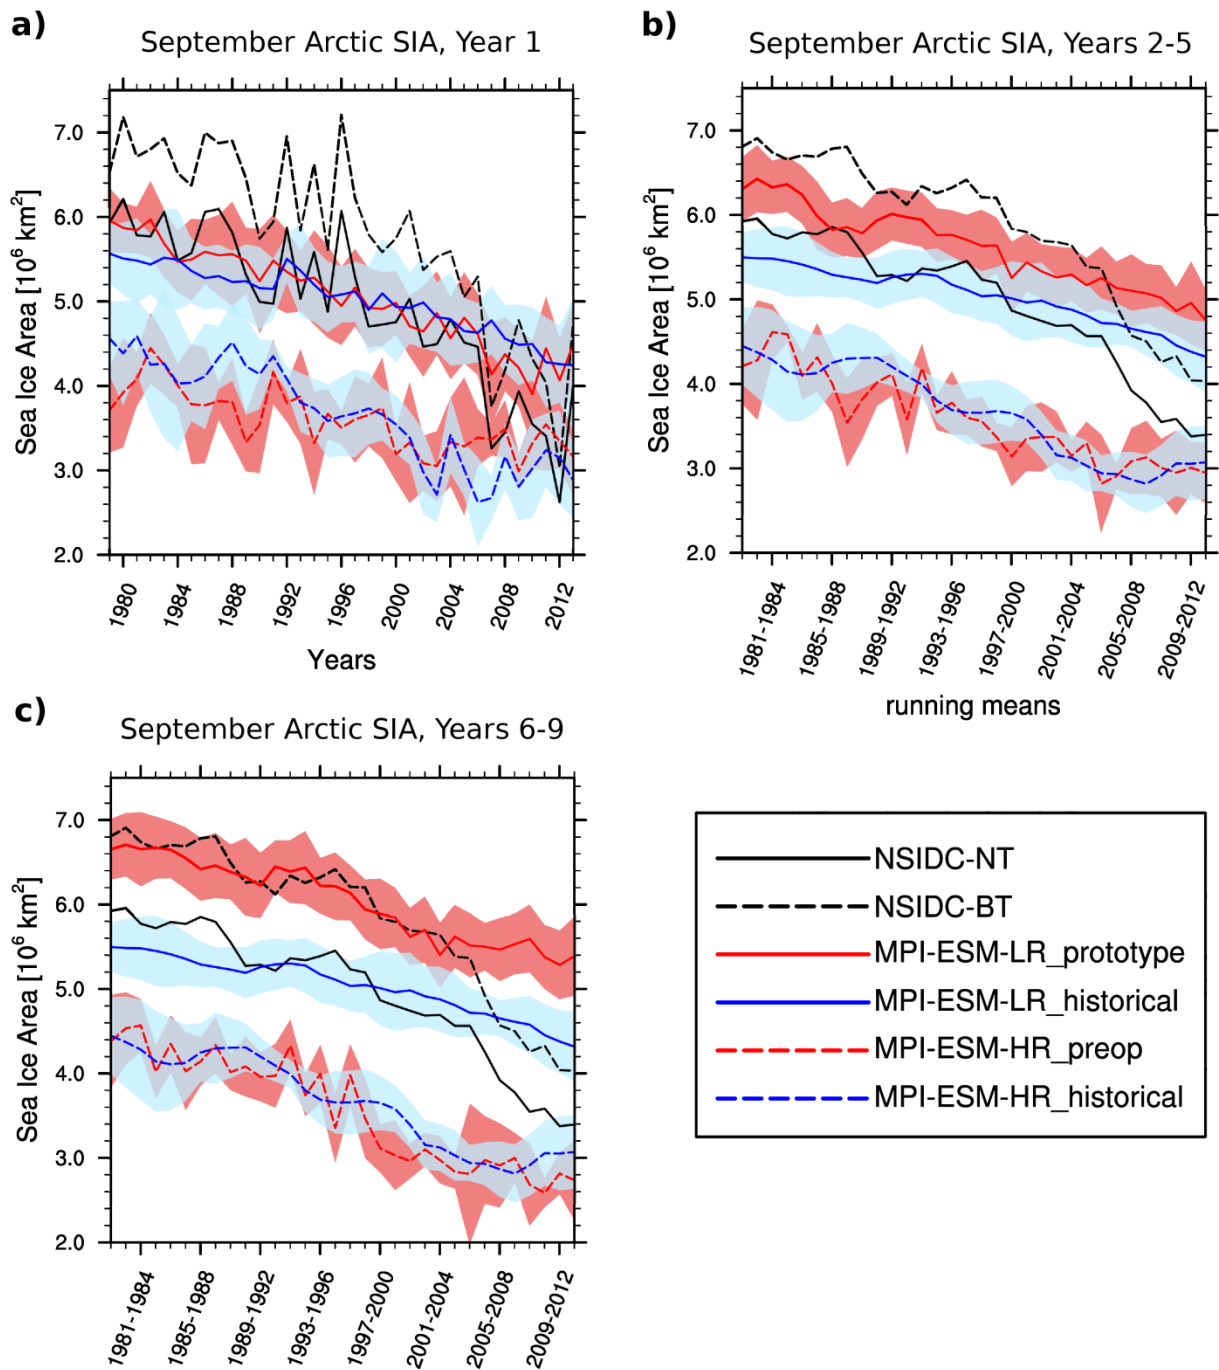 a)
September Arctic SIA, Year 1
Sea Ice Area [10⁶ km²]
7.0
6.0
5.0
4.0
3.0
2.0
1980
1984
1988
1992
1996
2000
2004
2008
2012
Years
b)
September Arctic SIA, Years 2-5
Sea Ice Area [10⁶ km²]
7.0
6.0
5.0
4.0
3.0
2.0
1981-1984
1985-1988
1989-1992
1993-1996
1997-2000
2001-2004
2005-2008
2009-2012
running means
c)
September Arctic SIA, Years 6-9
Sea Ice Area [10⁶ km²]
7.0
6.0
5.0
4.0
3.0
2.0
1981-1984
1985-1988
1989-1992
1993-1996
1997-2000
2001-2004
2005-2008
2009-2012
NSIDC-NT
NSIDC-BT
MPI-ESM-LR_prototype
MPI-ESM-LR_historical
MPI-ESM-HR_preop
MPI-ESM-HR_historical